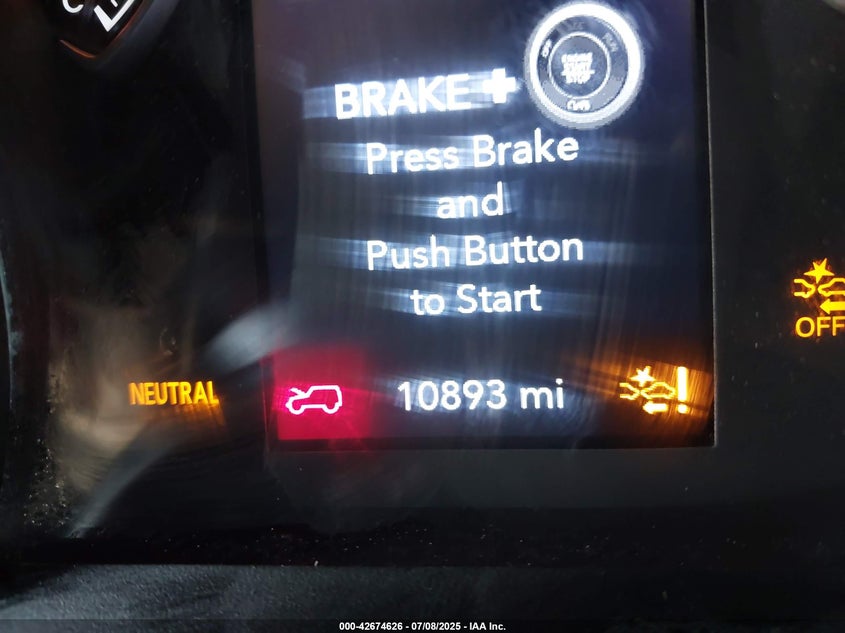 BRAKE +
Press Brake
and
Push Button
to Start
NEUTRAL
10893 mi
OFF
000-42674626 - 07/08/2025 - IAA Inc.